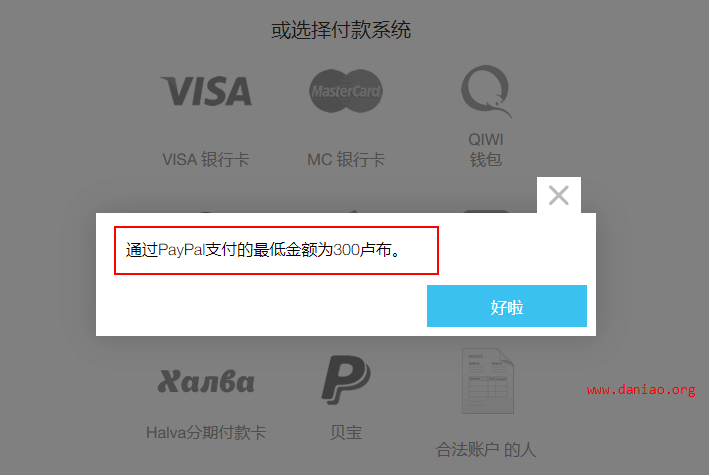 或选择付款系统
VISA
MasterCard
VISA 银行卡
MC 银行卡
QIWI
钱包
通过PayPal支付的最低金额为300卢布。
好啦
Халва
www.daniao.org
Halva分期付款卡
贝宝
合法账户 的人